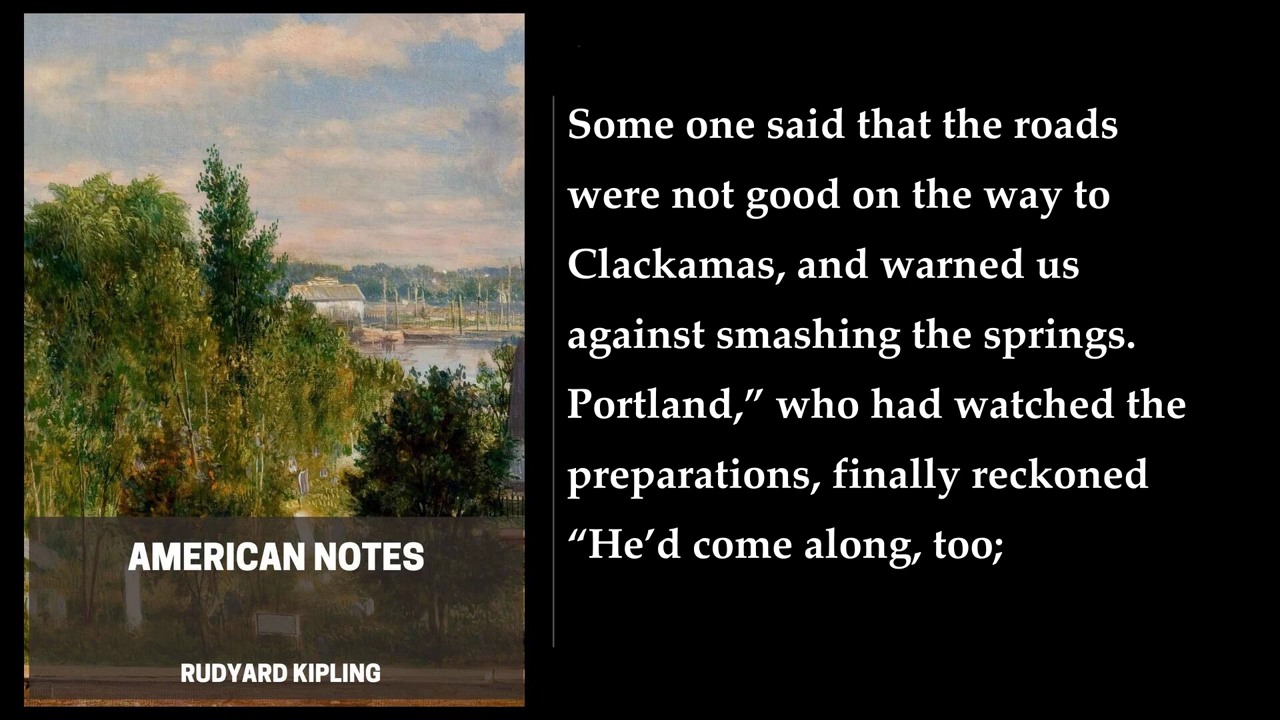 AMERICAN NOTES
RUDYARD KIPLING
Some one said that the roads
were not good on the way to
Clackamas, and warned us
against smashing the springs.
Portland,” who had watched the
preparations, finally reckoned
“He’d come along, too;